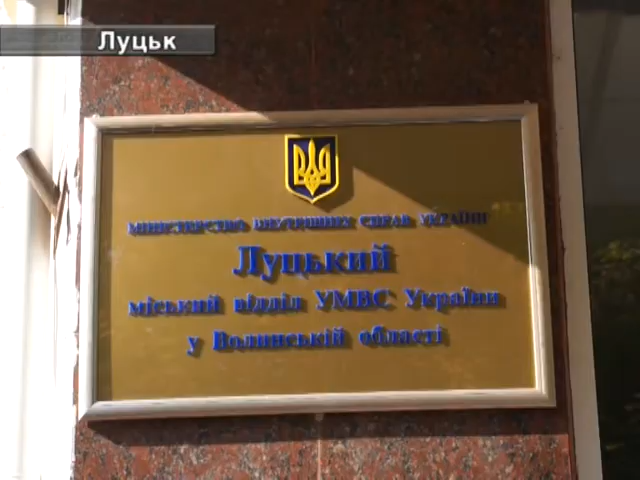 Луцьк
МІНІСТЕРСТВО ВНУТРІШНІХ СПРАВ УКРАЇНИ
Луцький
міський відділ УМВС України
у Волинській області